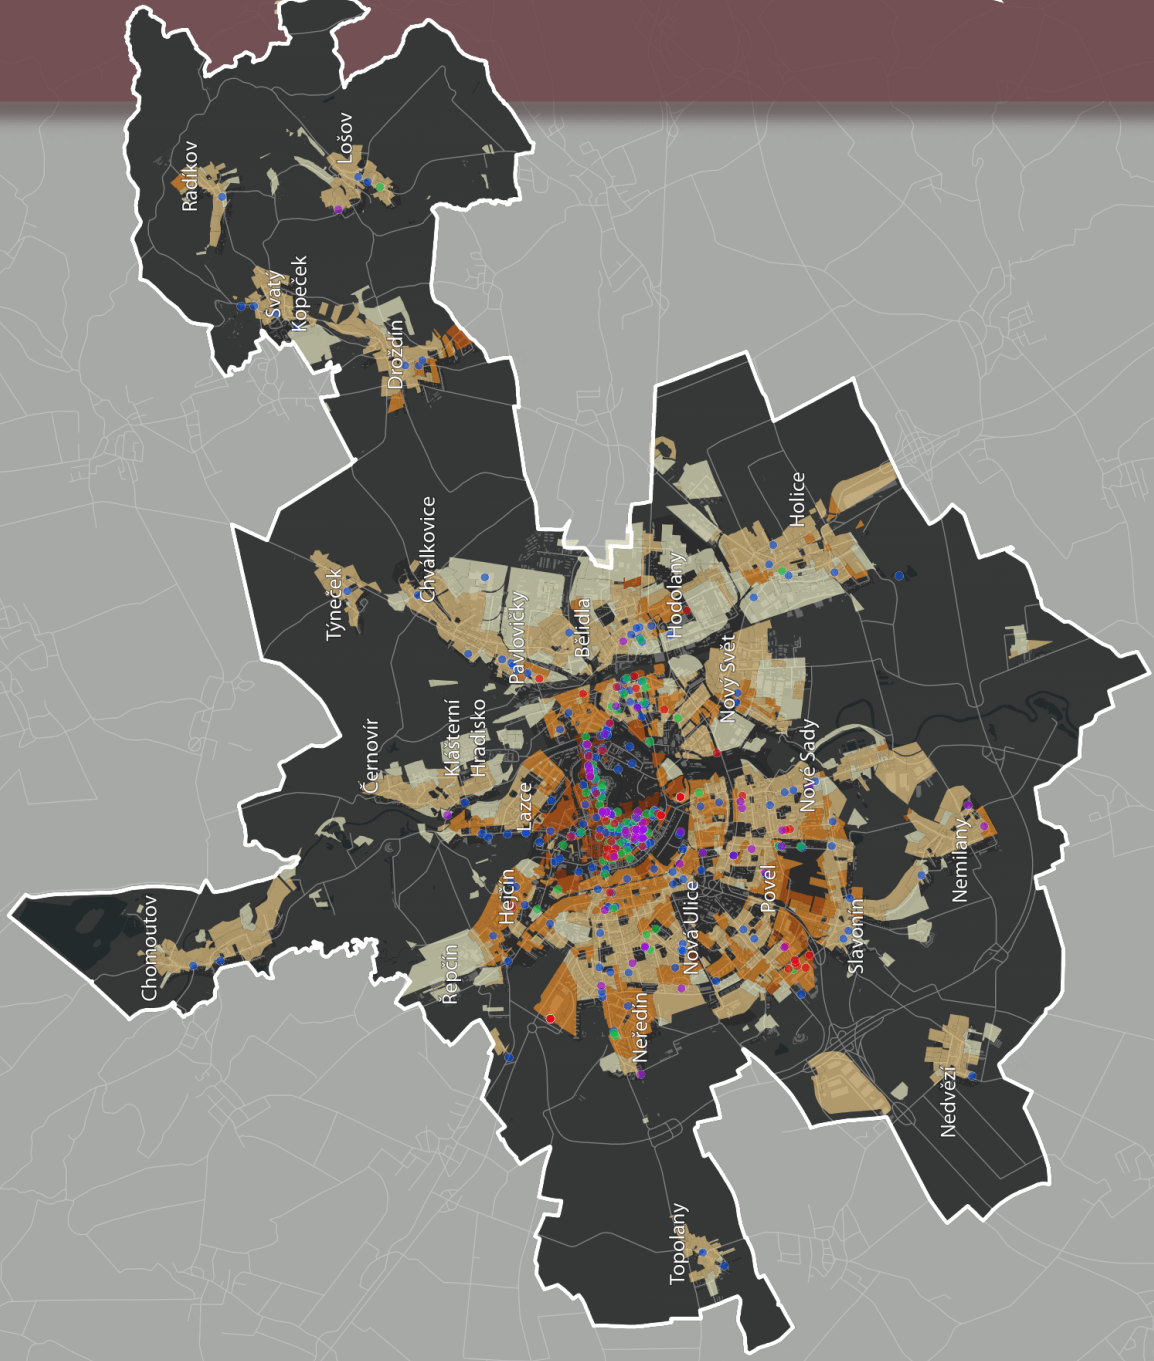 Chomoutov
Radíkov
Svatý
Kopeček
Týneček
Lošov
Černovír
Droždín
Chválkovice
Řepčín
Klášterní
Hradisko
Hejčín
Pavlovičky
Lazce
Bělidla
Neředín
Hodolany
Topolany
Nová Ulice
Nový Svět
Povel
Holice
Nové Sady
Slavonín
Nedvězí
Nemilany